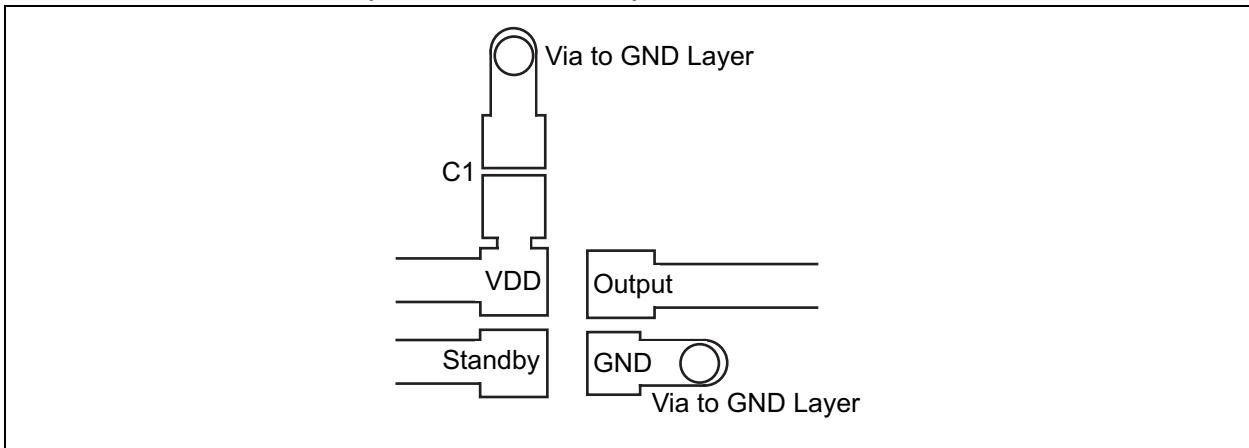 Via to GND Layer
C1
VDD
Output
Standby
GND
Via to GND Layer